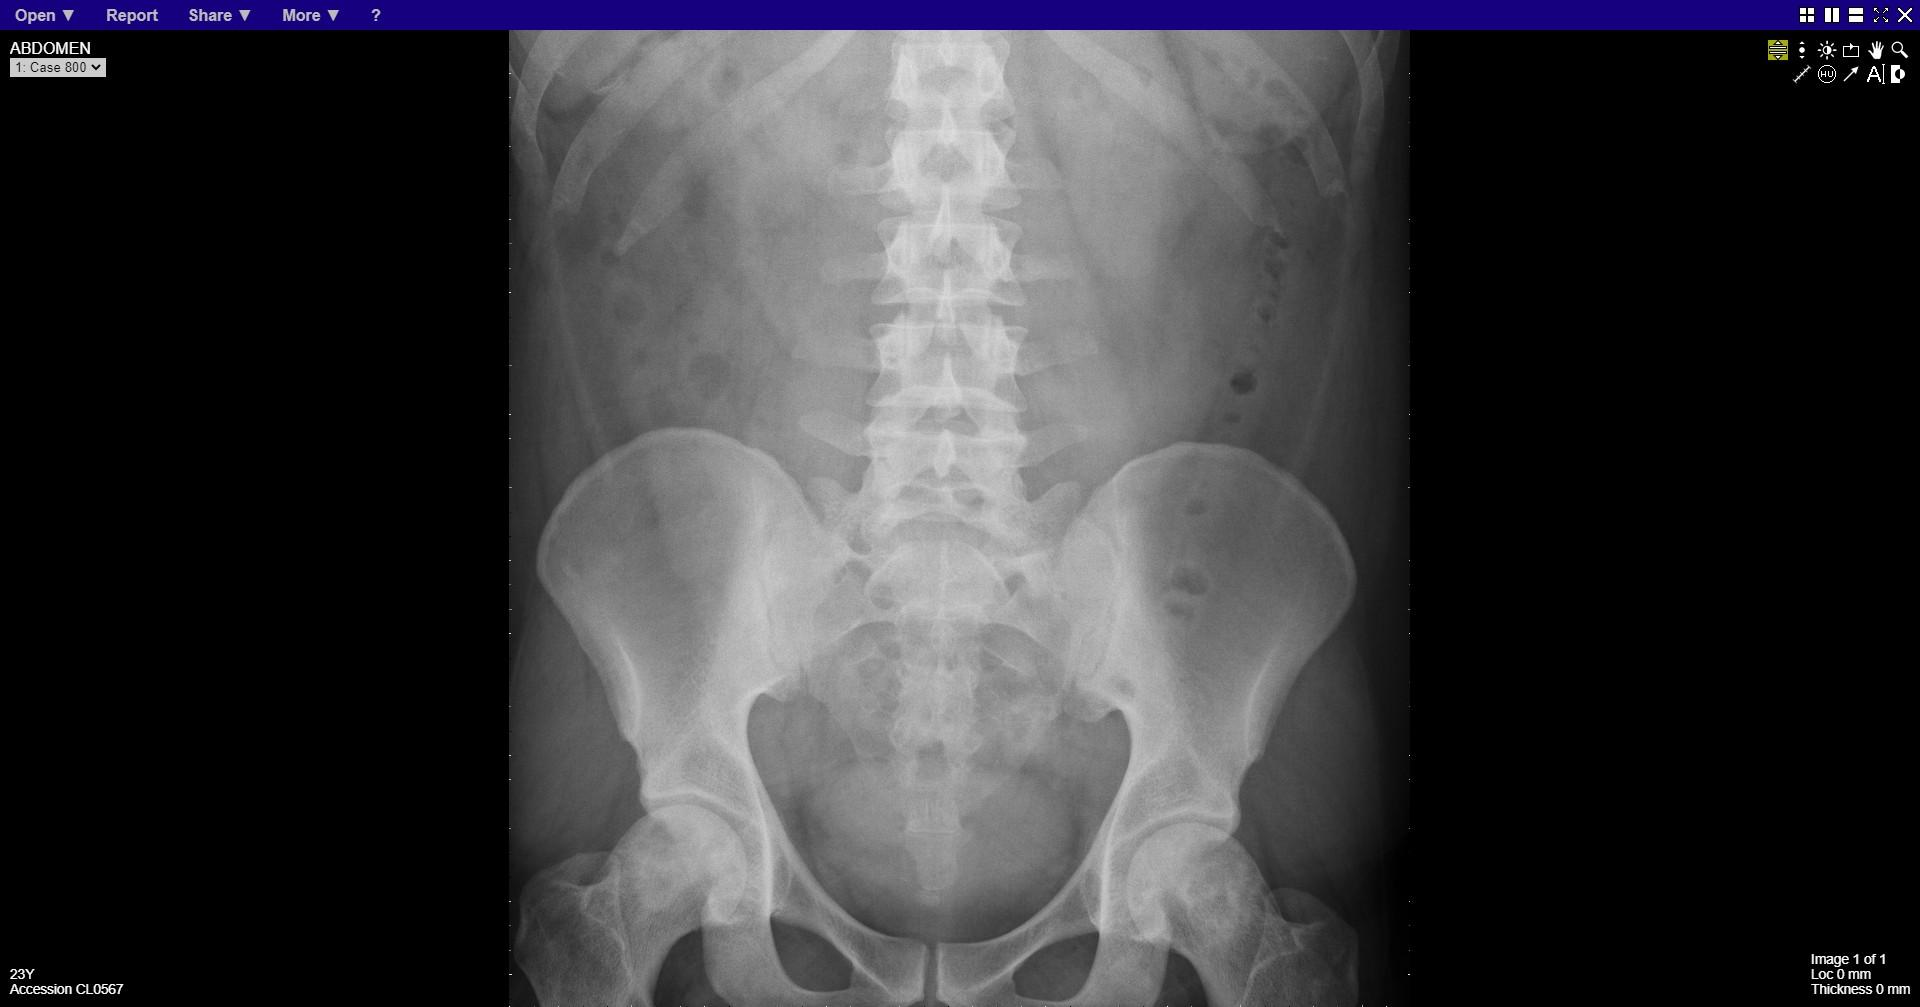 Open ▼ Report Share ▼ More ▼ ?
ABDOMEN
1: Case 800
HU
A
23Y
Accession CL0567
Image 1 of 1
Loc 0 mm
Thickness 0 mm